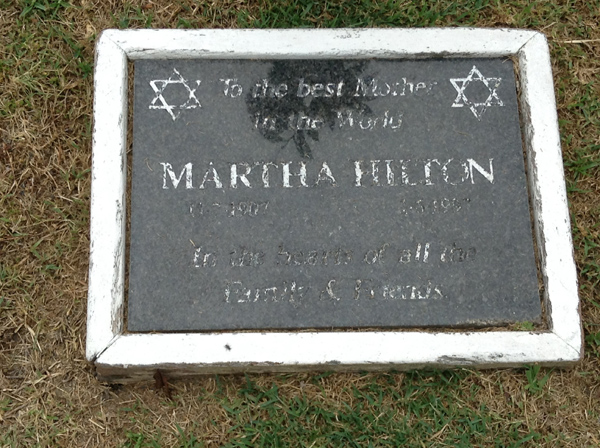 To the best Mother
in the World
MARTHA HILTON
In the hearts of all the
Family & Friends.